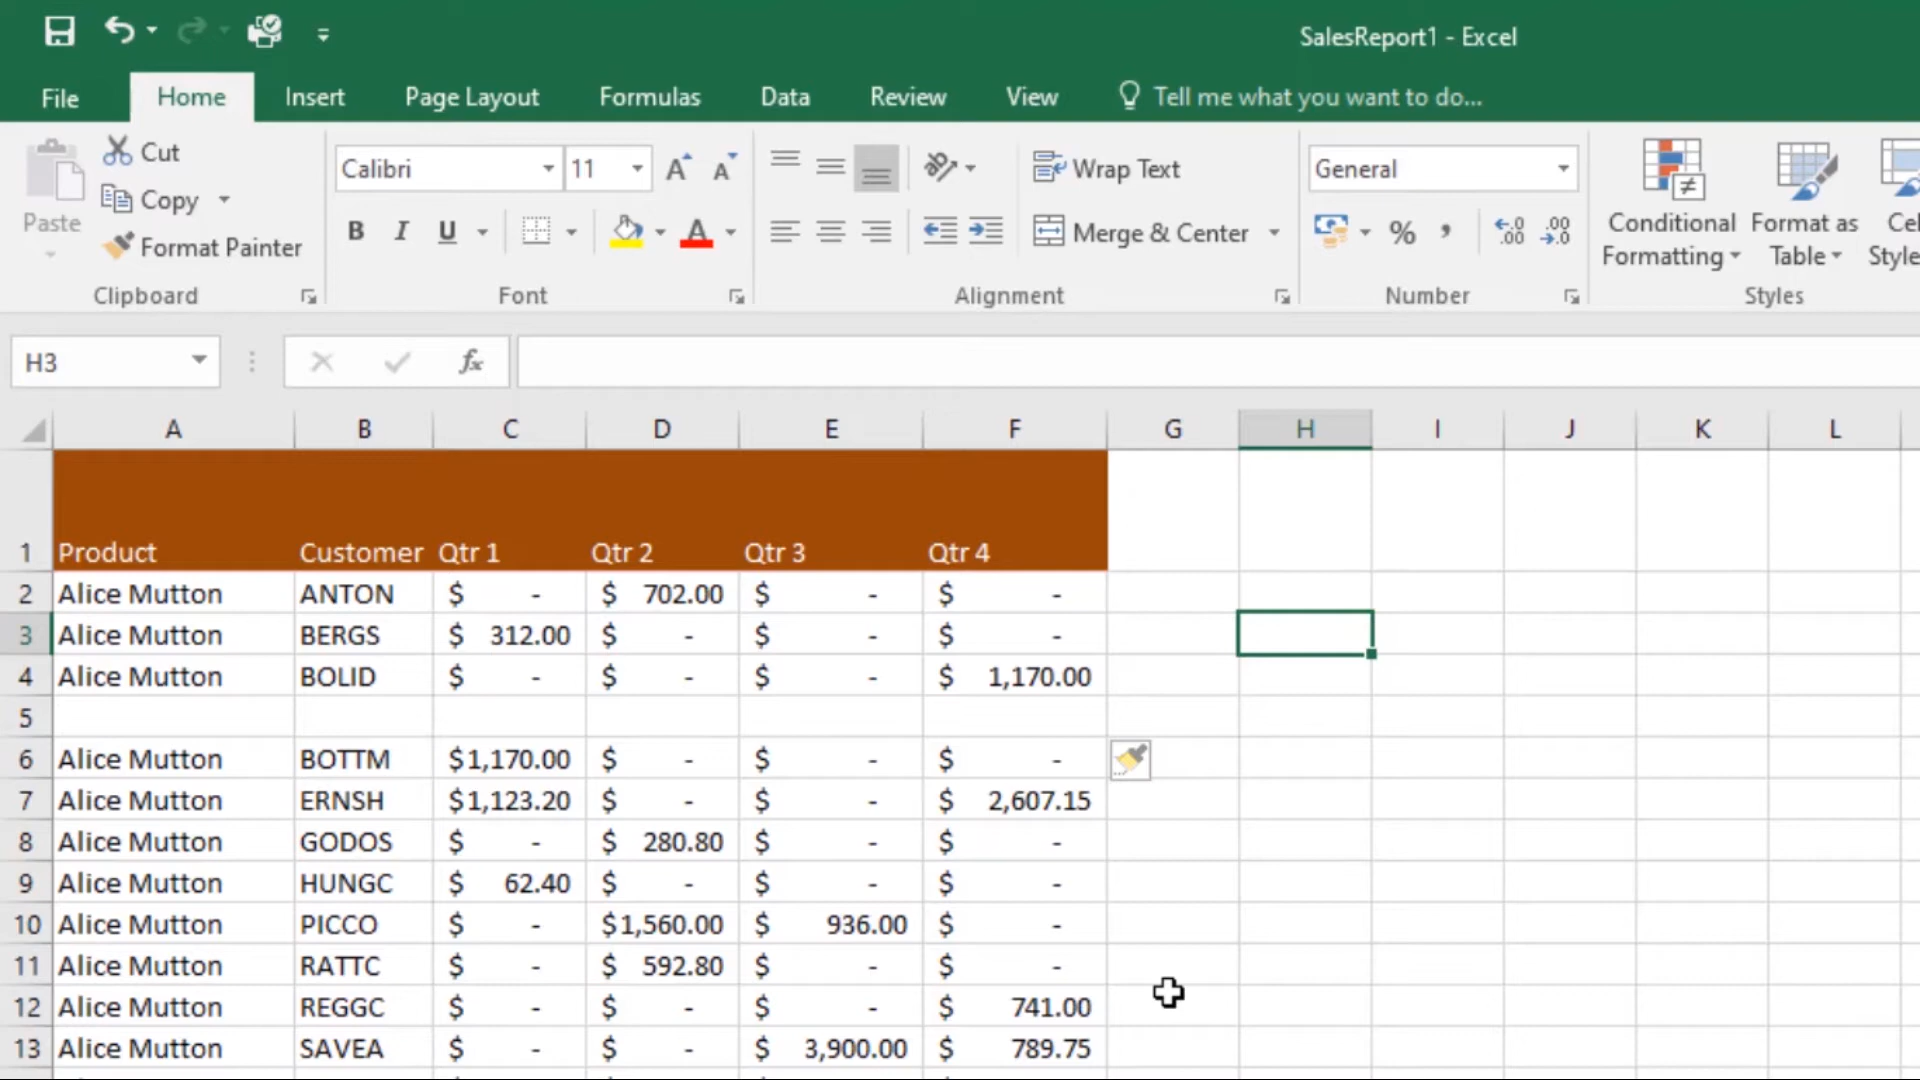 SalesReport1 - Excel
File Home Insert Page Layout Formulas Data Review View Tell me what you want to do...
Cut
Copy
Paste
Format Painter
Clipboard
Calibri 11
B I U
Font
Wrap Text
Merge & Center
Alignment
General
% ,
Number
Conditional Formatting
Format as Table
Styles
H3 fx
A B C D E F G H I J K L
1 Product Customer Qtr 1 Qtr 2 Qtr 3 Qtr 4
2 Alice Mutton ANTON $ - $ 702.00 $ - $ -
3 Alice Mutton BERGS $ 312.00 $ - $ - $ -
4 Alice Mutton BOLID $ - $ - $ - $ 1,170.00
5
6 Alice Mutton BOTTM $1,170.00 $ - $ - $ -
7 Alice Mutton ERNSH $1,123.20 $ - $ - $ 2,607.15
8 Alice Mutton GODOS $ - $ 280.80 $ - $ -
9 Alice Mutton HUNGC $ 62.40 $ - $ - $ -
10 Alice Mutton PICCO $ - $1,560.00 $ 936.00 $ -
11 Alice Mutton RATTC $ - $ 592.80 $ - $ -
12 Alice Mutton REGGC $ - $ - $ - $ 741.00
13 Alice Mutton SAVEA $ - $ - $ 3,900.00 $ 789.75